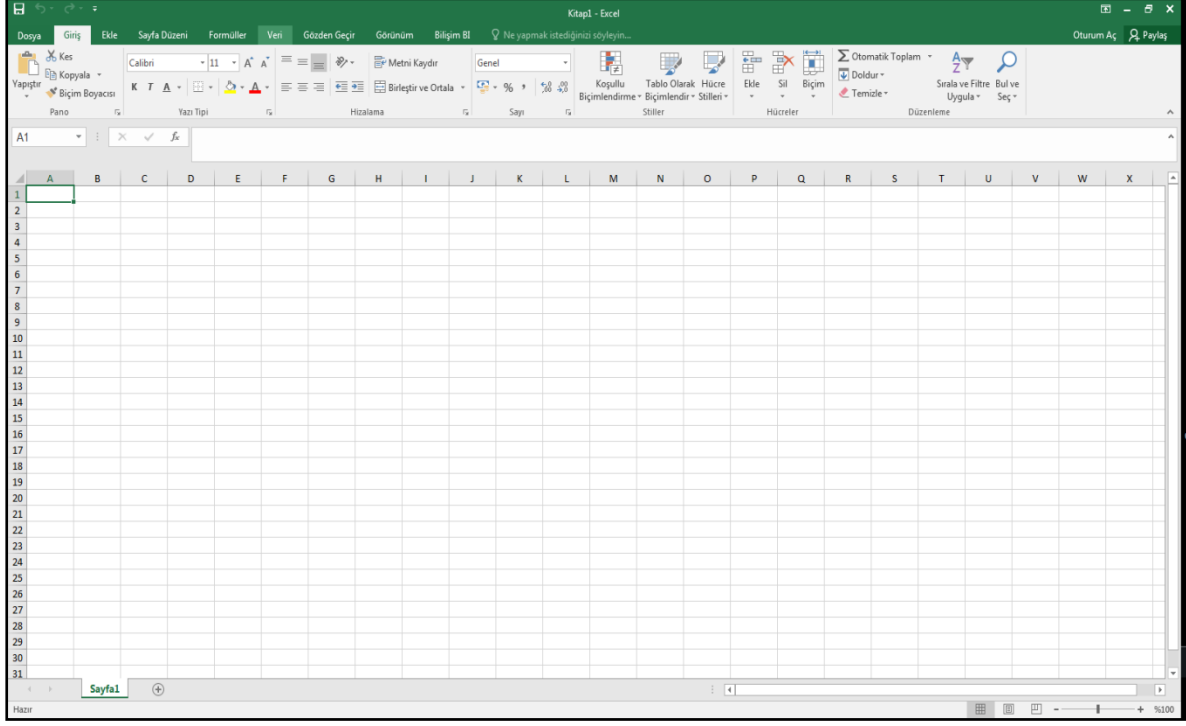 Kitap1 - Excel
Dosya Giriş Ekle Sayfa Düzeni Formüller Veri Gözden Geçir Görünüm Bilişim BI Ne yapmak istediğinizi söyleyin... Oturum Aç Paylaş
Yapıştır
Kes
Kopyala
Biçim Boyacısı
Pano
Calibri 11
K T A
Yazı Tipi
Metni Kaydır
Birleştir ve Ortala
Hizalama
Genel
%
Sayı
Koşullu Biçimlendirme
Tablo Olarak Biçimlendir
Hücre Stilleri
Stiller
Ekle Sil Biçim
Hücreler
Otomatik Toplam
Doldur
Temizle
Sırala ve Filtre Uygula
Bul ve Seç
Düzenleme
A1 fx
A B C D E F G H I J K L M N O P Q R S T U V W X
1
2
3
4
5
6
7
8
9
10
11
12
13
14
15
16
17
18
19
20
21
22
23
24
25
26
27
28
29
30
31
Sayfa1
Hazır %100